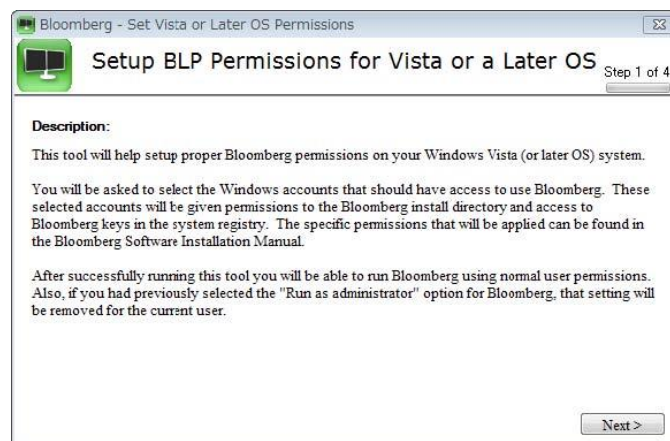 Bloomberg - Set Vista or Later OS Permissions
Setup BLP Permissions for Vista or a Later OS
Step 1 of 4
Description:
This tool will help setup proper Bloomberg permissions on your Windows Vista (or later OS) system.
You will be asked to select the Windows accounts that should have access to use Bloomberg. These
selected accounts will be given permissions to the Bloomberg install directory and access to
Bloomberg keys in the system registry. The specific permissions that will be applied can be found in
the Bloomberg Software Installation Manual.
After successfully running this tool you will be able to run Bloomberg using normal user permissions.
Also, if you had previously selected the "Run as administrator" option for Bloomberg, that setting will
be removed for the current user.
Next >